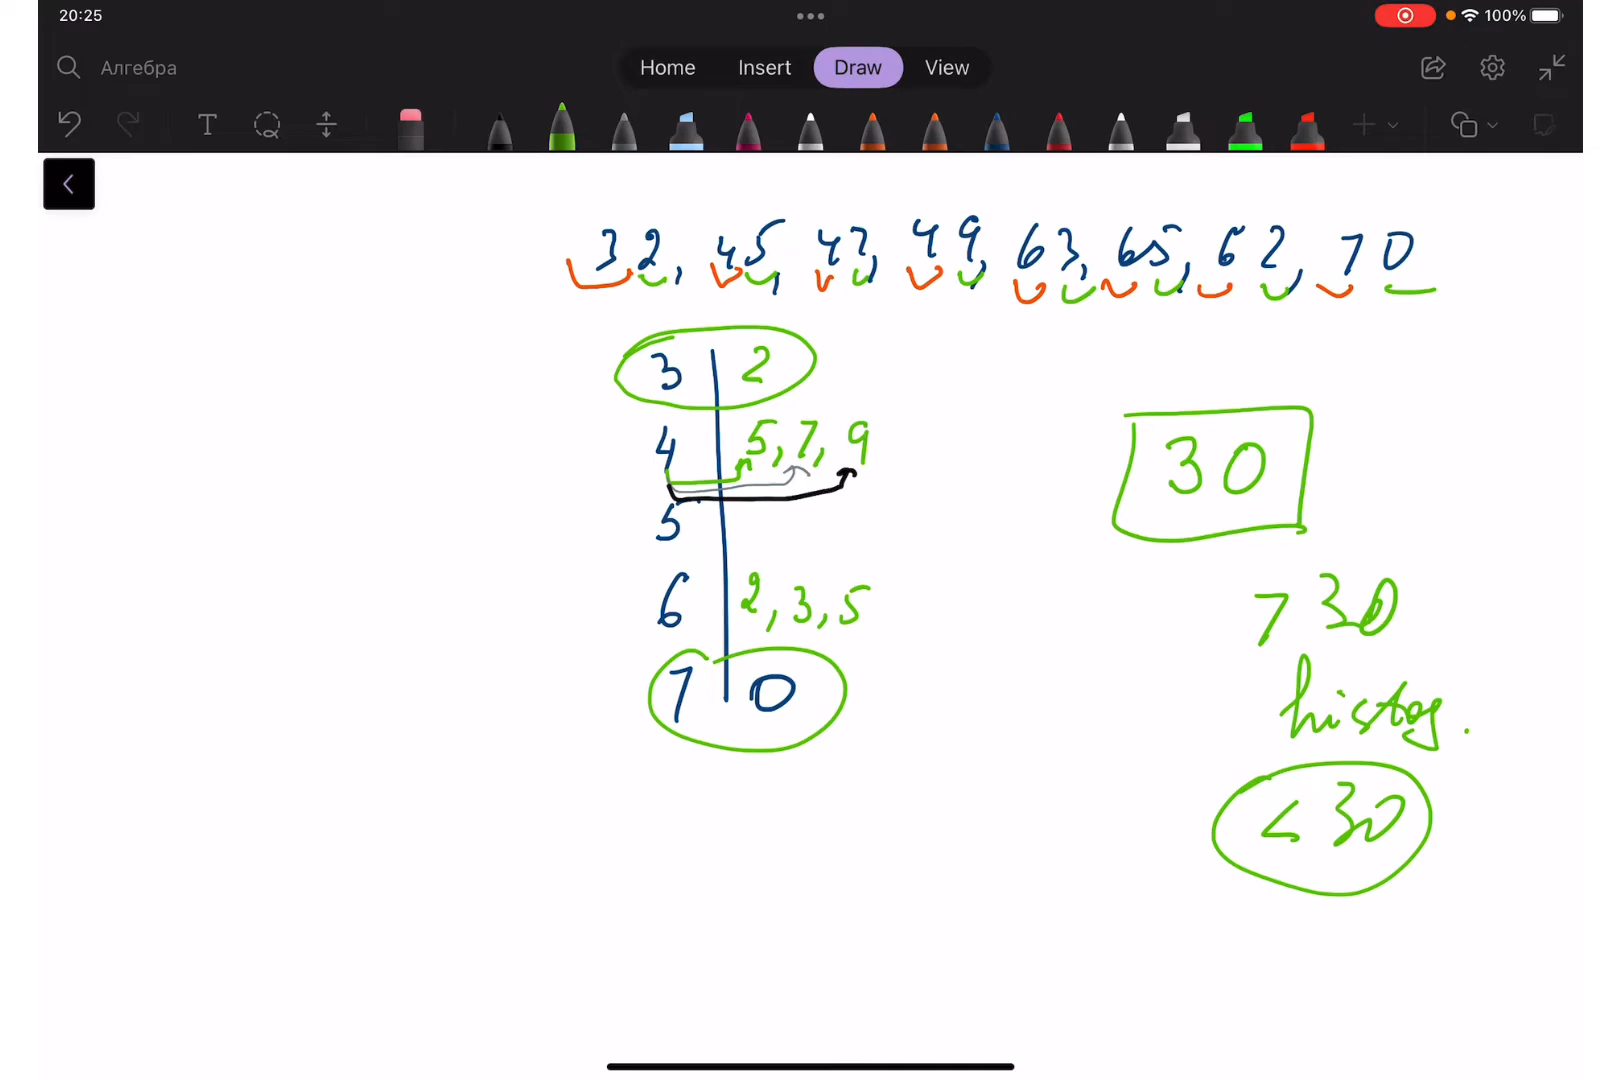 20:25
100%
Алгебра
Home Insert Draw View
T
32, 45, 47, 49, 63, 65, 62, 70
3 2
4 5, 7, 9
5
6 2, 3, 5
7 0
30
> 30
histog.
< 30